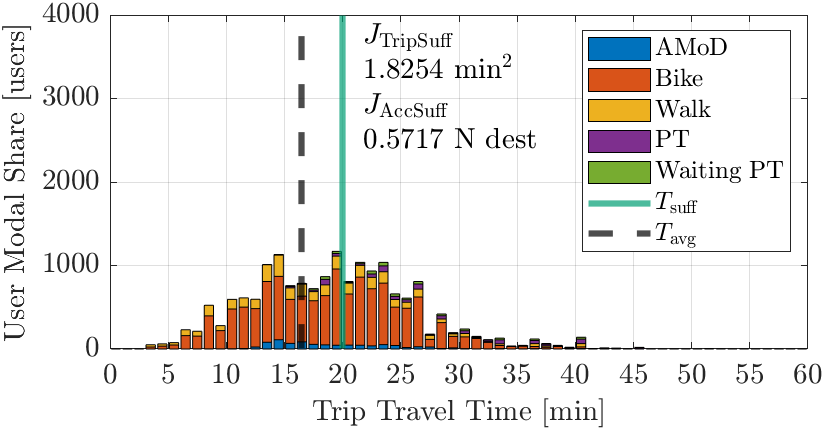 4000
3000
2000
1000
0
User Modal Share [users]
J_TripSuff
1.8254 min²
J_AccSuff
0.5717 N dest
AMoD
Bike
Walk
PT
Waiting PT
T_suff
T_avg
0 5 10 15 20 25 30 35 40 45 50 55 60
Trip Travel Time [min]